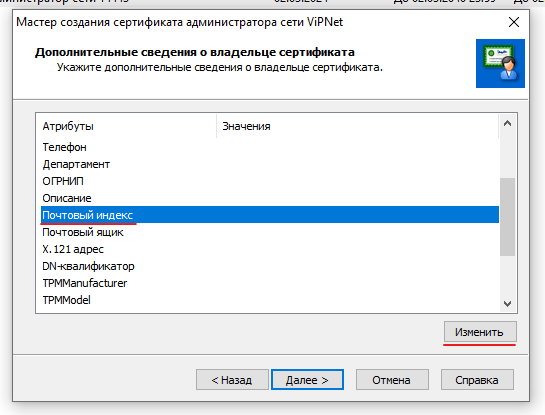 Мастер создания сертификата администратора сети ViPNet
Дополнительные сведения о владельце сертификата
Укажите дополнительные сведения о владельце сертификата.
Атрибуты Значения
Телефон
Департамент
ОГРНИП
Описание
Почтовый индекс
Почтовый ящик
X.121 адрес
DN-квалификатор
TPMManufacturer
TPMModel
Изменить
< Назад Далее > Отмена Справка